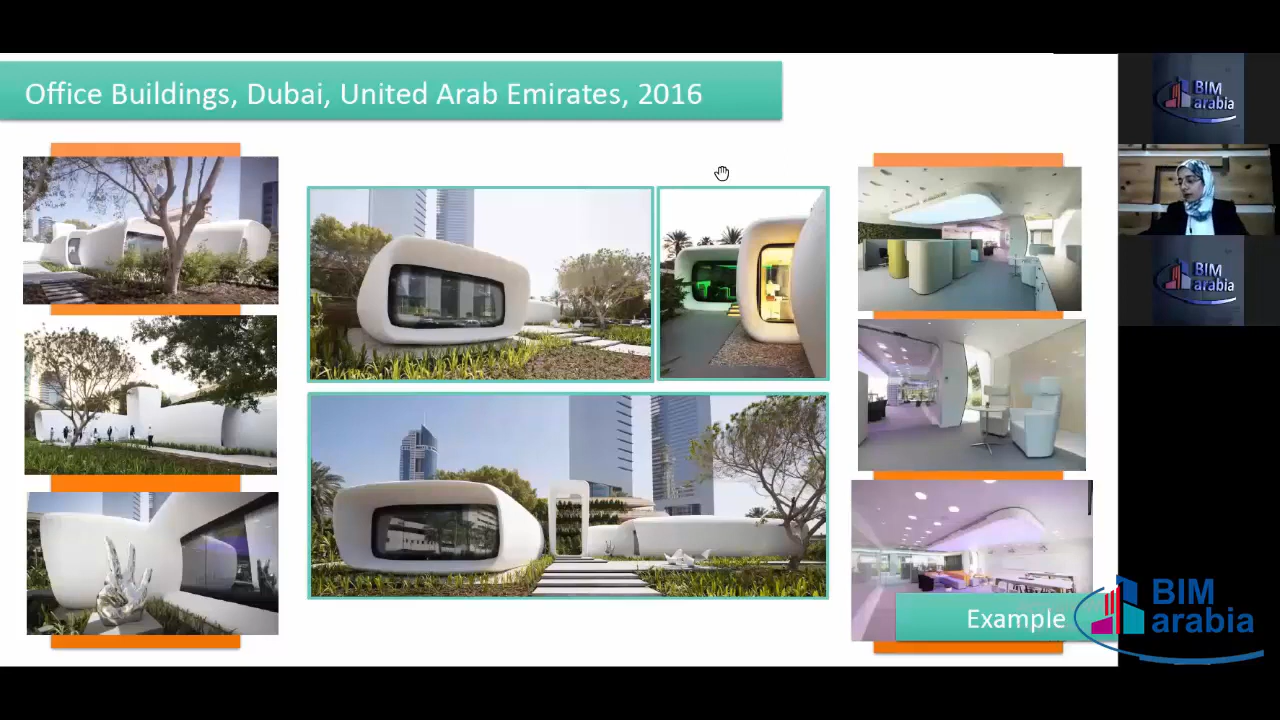 Office Buildings, Dubai, United Arab Emirates, 2016
BIM
arabia
BIM
arabia
Example
BIM
arabia